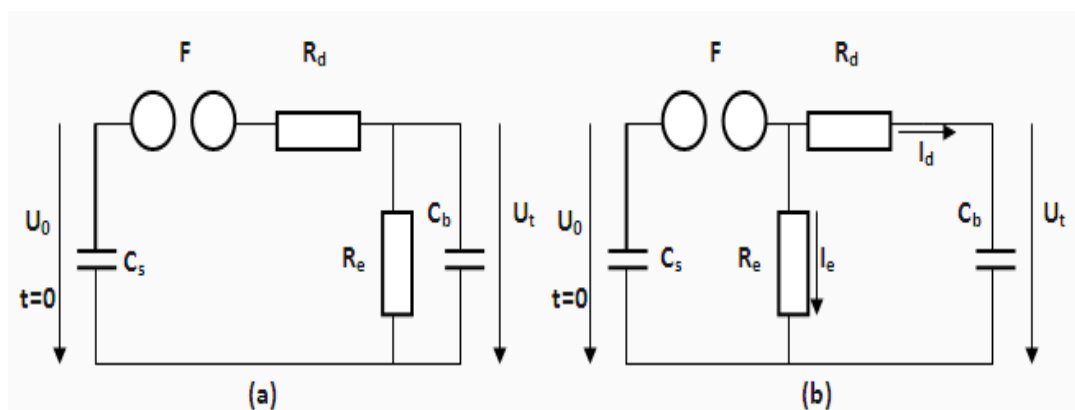 F
R_d
U_0
C_s
t=0
R_e
C_b
U_t
(a)
F
R_d
I_d
U_0
C_s
t=0
R_e
I_e
C_b
U_t
(b)